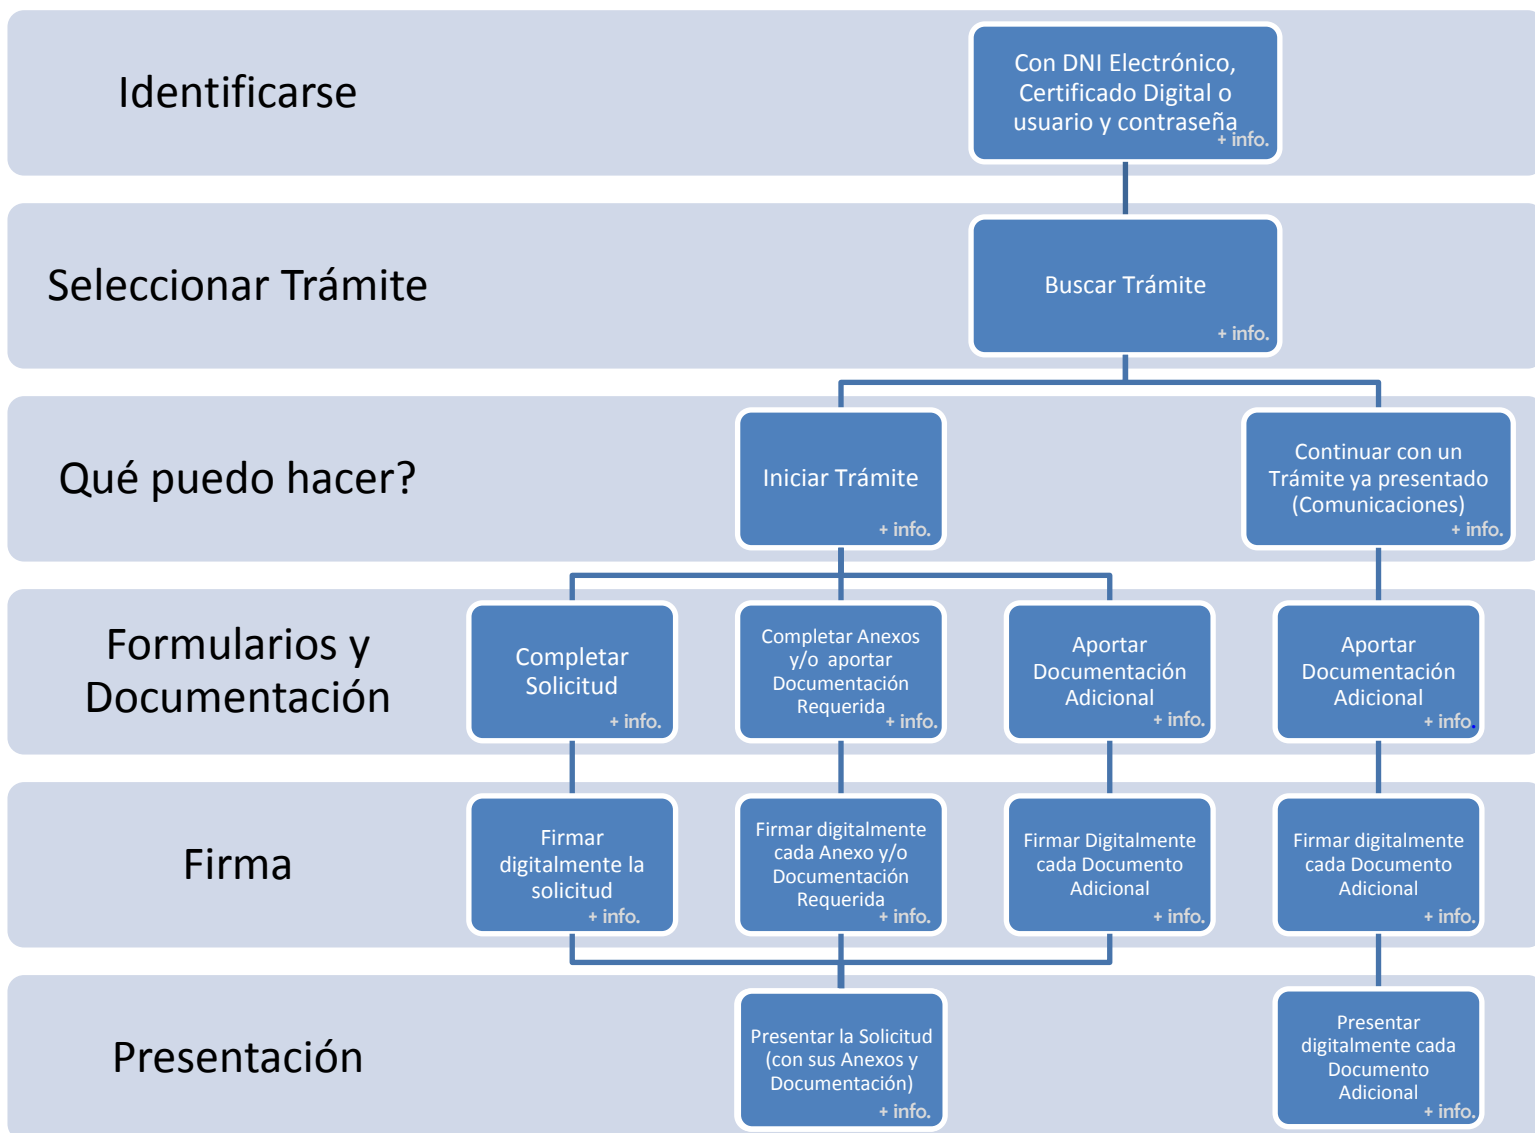 Identificarse
Con DNI Electrónico,
Certificado Digital o
usuario y contraseña
+ info.
Seleccionar Trámite
Buscar Trámite
+ info.
Qué puedo hacer?
Iniciar Trámite
+ info.
Continuar con un
Trámite ya presentado
(Comunicaciones)
+ info.
Formularios y
Documentación
Completar
Solicitud
+ info.
Completar Anexos
y/o aportar
Documentación
Requerida
+ info.
Aportar
Documentación
Adicional
+ info.
Aportar
Documentación
Adicional
+ info.
Firma
Firmar
digitalmente la
solicitud
+ info.
Firmar digitalmente
cada Anexo y/o
Documentación
Requerida
+ info.
Firmar Digitalmente
cada Documento
Adicional
+ info.
Firmar digitalmente
cada Documento
Adicional
+ info.
Presentación
Presentar la Solicitud
(con sus Anexos y
Documentación)
+ info.
Presentar
digitalmente cada
Documento
Adicional
+ info.